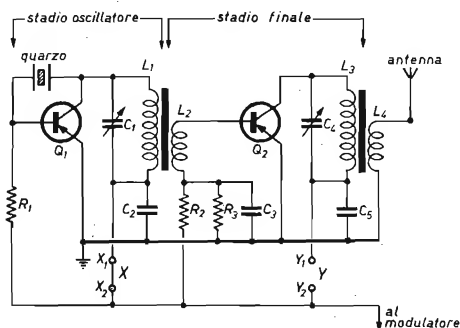 stadio oscillatore
stadio finale
quarzo
L1
L3
antenna
L2
L4
Q1
C1
Q2
C4
R1
C2
R2
R3
C3
C5
X1
X
X2
Y1
Y
Y2
al
modulatore